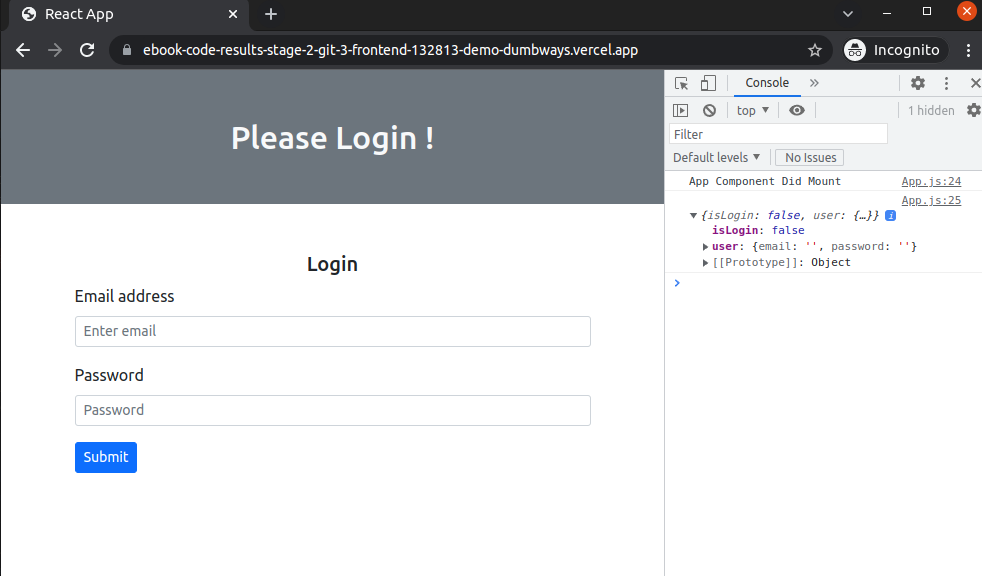 React App
ebook-code-results-stage-2-git-3-frontend-132813-demo-dumbways.vercel.app
Incognito
Please Login !
Login
Email address
Enter email
Password
Password
Submit
Console
top
1 hidden
Filter
Default levels
No Issues
App Component Did Mount App.js:24
App.js:25
{isLogin: false, user: {…}} i
isLogin: false
user: {email: '', password: ''}
[[Prototype]]: Object